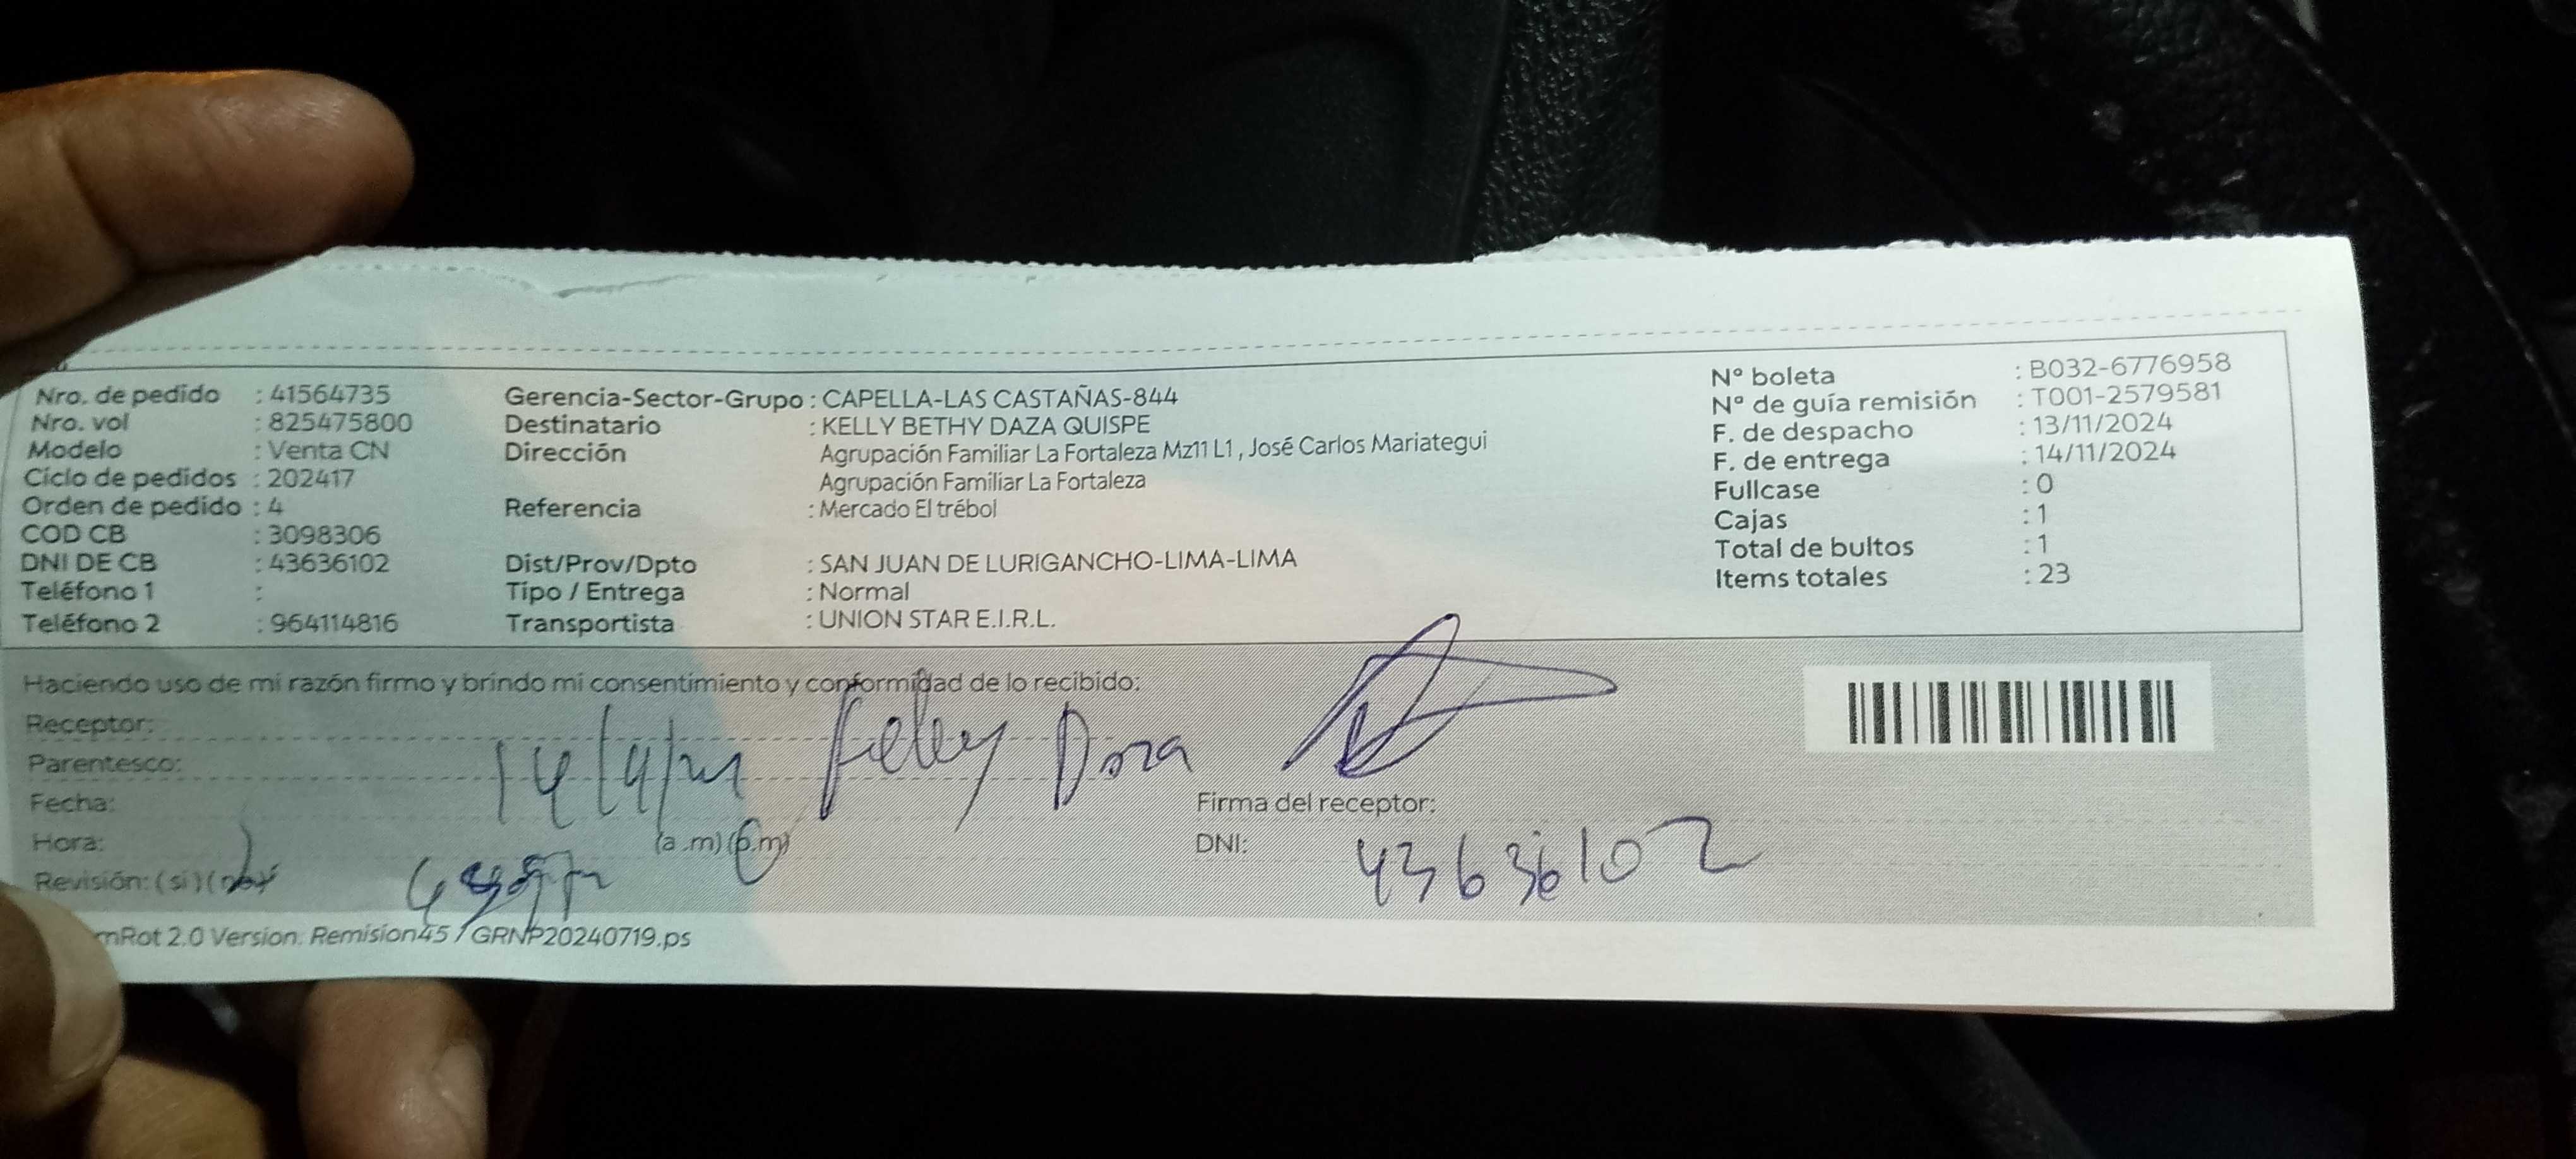 Nro. de pedido : 41564735
Nro. vol : 825475800
Modelo : Venta CN
Ciclo de pedidos : 202417
Orden de pedido : 4
COD CB : 3098306
DNI DE CB : 43636102
Teléfono 1 :
Teléfono 2 : 964114816
Gerencia-Sector-Grupo : CAPELLA-LAS CASTAÑAS-844
Destinatario : KELLY BETHY DAZA QUISPE
Dirección Agrupación Familiar La Fortaleza Mz11 L1 , José Carlos Mariategui
Agrupación Familiar La Fortaleza
Referencia : Mercado El trébol
Dist/Prov/Dpto : SAN JUAN DE LURIGANCHO-LIMA-LIMA
Tipo / Entrega : Normal
Transportista : UNION STAR E.I.R.L.
N° boleta : B032-6776958
N° de guía remisión : T001-2579581
F. de despacho : 13/11/2024
F. de entrega : 14/11/2024
Fullcase : 0
Cajas : 1
Total de bultos : 1
Items totales : 23
Haciendo uso de mi razón firmo y brindo mi consentimiento y conformidad de lo recibido:
Receptor:
Kelly Daza
Parentesco:
Fecha:
Hora: (a .m) (p.m)
Revisión: ( si ) ( no )
Firma del receptor:
DNI: 43636102
mRot 2.0 Version: Remision45 / GRNP20240719.ps